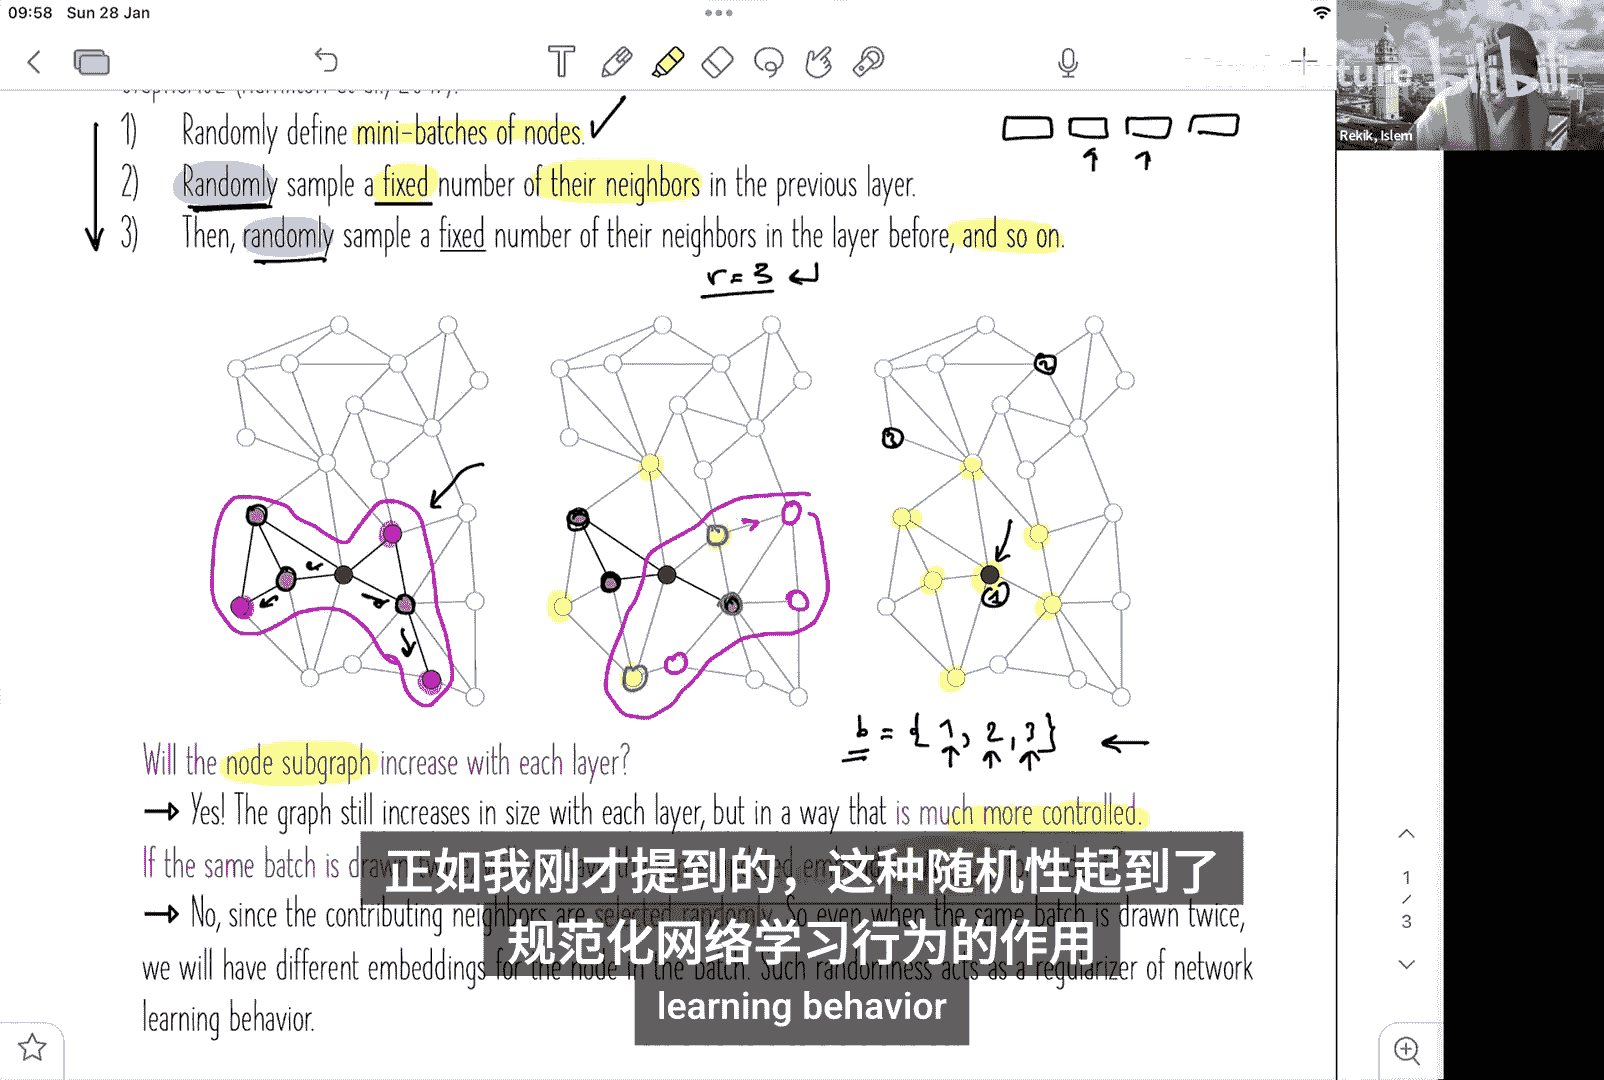 09:58 Sun 28 Jan
bilibili
Rekik, Islem
1) Randomly define mini-batches of nodes.
2) Randomly sample a fixed number of their neighbors in the previous layer.
3) Then, randomly sample a fixed number of their neighbors in the layer before, and so on.
r = 3
2
3
1
b = { 1, 2, 3 }
Will the node subgraph increase with each layer?
→ Yes! The graph still increases in size with each layer, but in a way that is much more controlled.
If the same batch is drawn
正如我刚才提到的，这种随机性起到了
→ No, since the contributing neighbors are selected randomly. So even when the same batch is drawn twice,
规范化网络学习行为的作用
we will have different embeddings for the node in the batch. Such randomness acts as a regularizer of network
learning behavior
learning behavior.
1
/
3